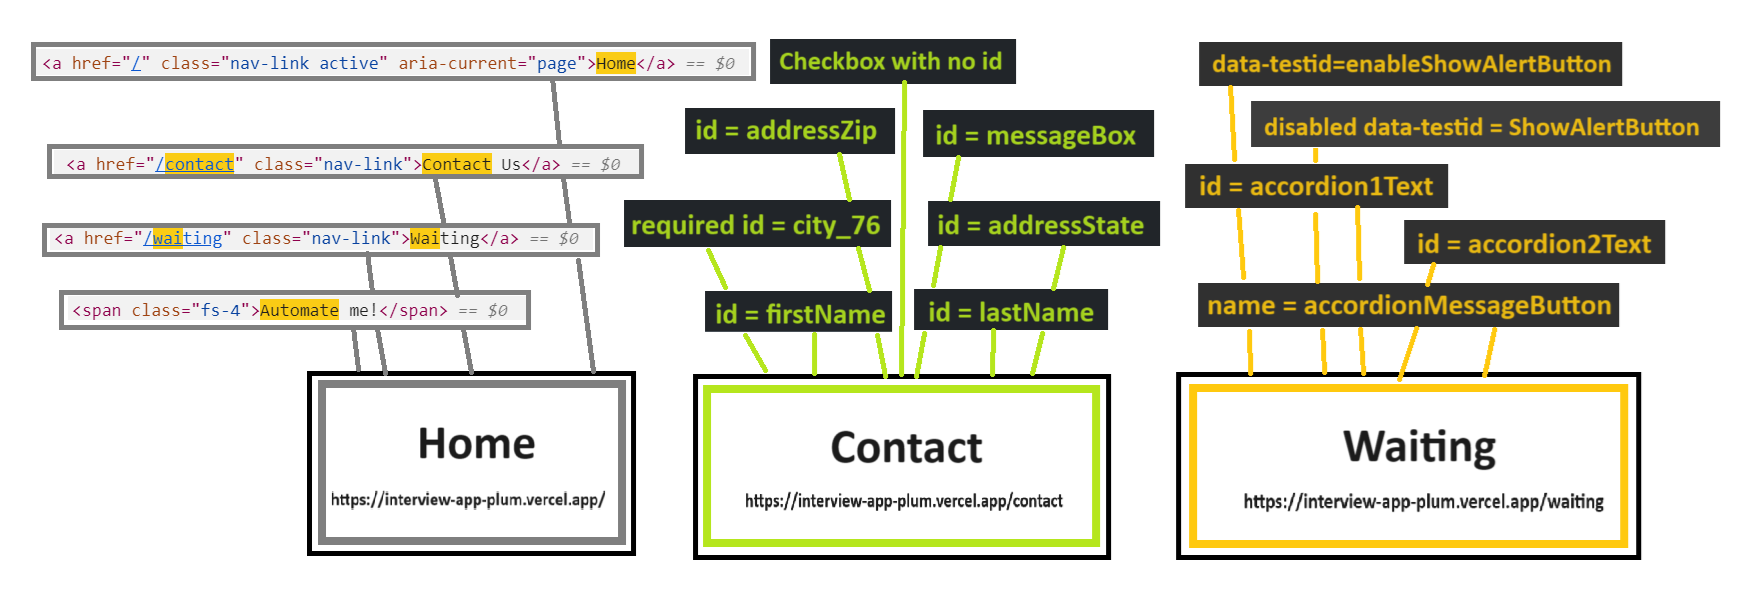 <a href="/" class="nav-link active" aria-current="page">Home</a> == $0
<a href="/contact" class="nav-link">Contact Us</a> == $0
<a href="/waiting" class="nav-link">Waiting</a> == $0
<span class="fs-4">Automate me!</span> == $0
Home
https://interview-app-plum.vercel.app/
Checkbox with no id
id = addressZip
id = messageBox
required id = city_76
id = addressState
id = firstName
id = lastName
Contact
https://interview-app-plum.vercel.app/contact
data-testid=enableShowAlertButton
disabled data-testid = ShowAlertButton
id = accordion1Text
id = accordion2Text
name = accordionMessageButton
Waiting
https://interview-app-plum.vercel.app/waiting